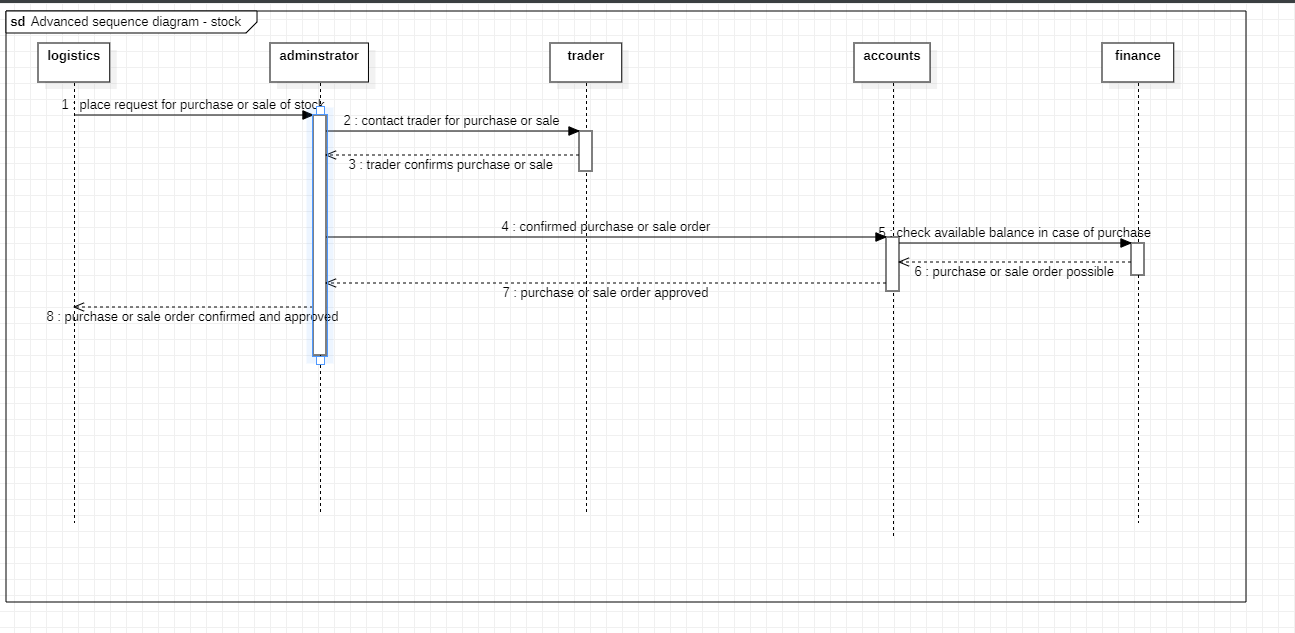 sd Advanced sequence diagram - stock
logistics
adminstrator
trader
accounts
finance
1 : place request for purchase or sale of stock
2 : contact trader for purchase or sale
3 : trader confirms purchase or sale
4 : confirmed purchase or sale order
5 : check available balance in case of purchase
6 : purchase or sale order possible
7 : purchase or sale order approved
8 : purchase or sale order confirmed and approved